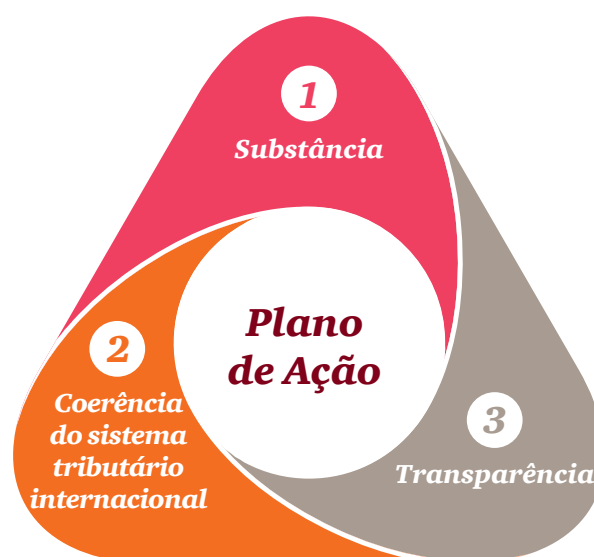 1
Substância
Plano
de Ação
2
Coerência
do sistema
tributário
internacional
3
Transparência